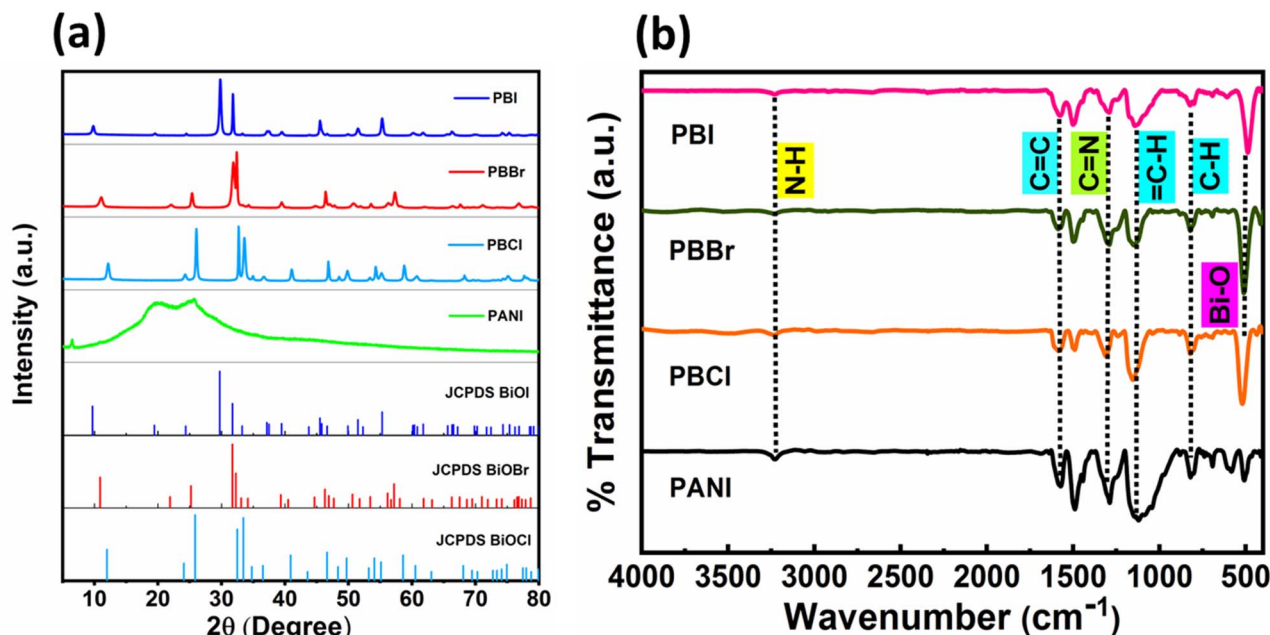 (a)
PBI
PBBr
PBCl
PANI
JCPDS BiOI
JCPDS BiOBr
JCPDS BiOCl
Intensity (a.u.)
10 20 30 40 50 60 70 80
2θ (Degree)
(b)
PBI
PBBr
PBCl
PANI
N-H
C=C
C=N
=C-H
C-H
Bi-O
% Transmittance (a.u.)
4000 3500 3000 2500 2000 1500 1000 500
Wavenumber (cm⁻¹)